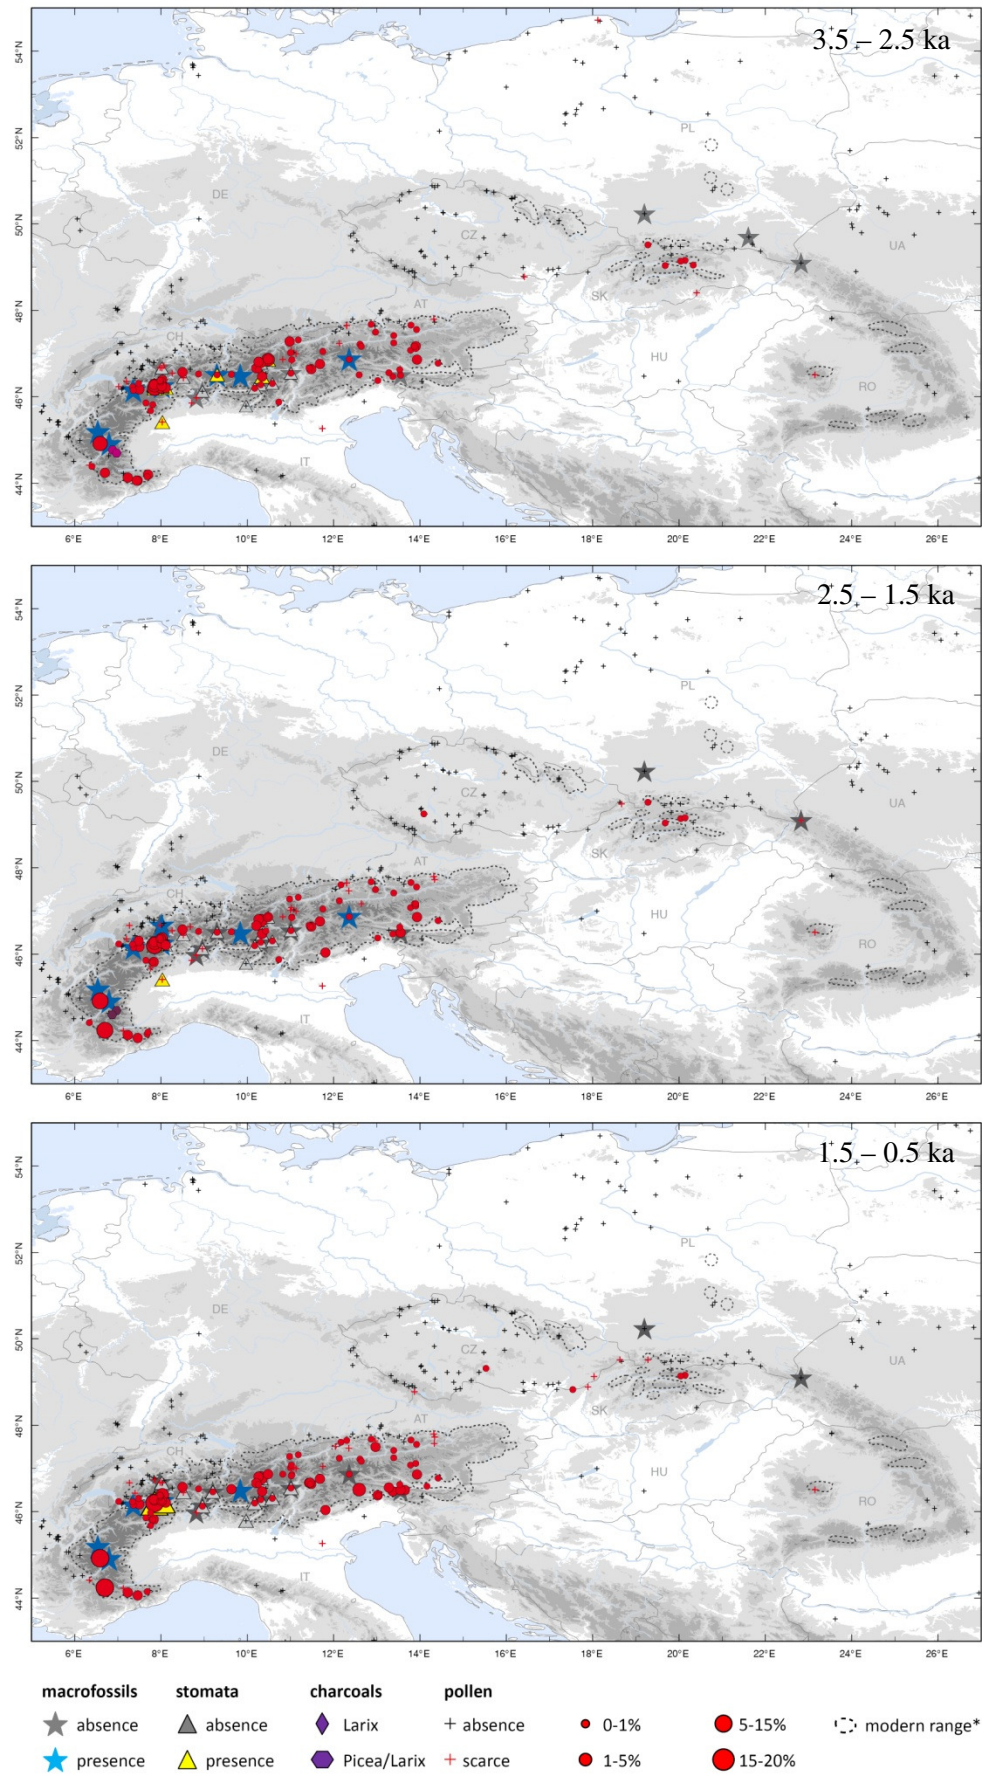 3.5 – 2.5 ka
54°N
52°N
50°N
48°N
46°N
44°N
PL
DE
CZ
UA
SK
AT
CH
HU
RO
IT
6°E 8°E 10°E 12°E 14°E 16°E 18°E 20°E 22°E 24°E 26°E
2.5 – 1.5 ka
54°N
52°N
50°N
48°N
46°N
44°N
PL
DE
CZ
UA
SK
AT
CH
HU
RO
IT
6°E 8°E 10°E 12°E 14°E 16°E 18°E 20°E 22°E 24°E 26°E
1.5 – 0.5 ka
54°N
52°N
50°N
48°N
46°N
44°N
PL
DE
CZ
UA
SK
AT
CH
HU
RO
IT
6°E 8°E 10°E 12°E 14°E 16°E 18°E 20°E 22°E 24°E 26°E
macrofossils stomata charcoals pollen
absence absence Larix absence 0-1% 5-15% modern range*
presence presence Picea/Larix scarce 1-5% 15-20%